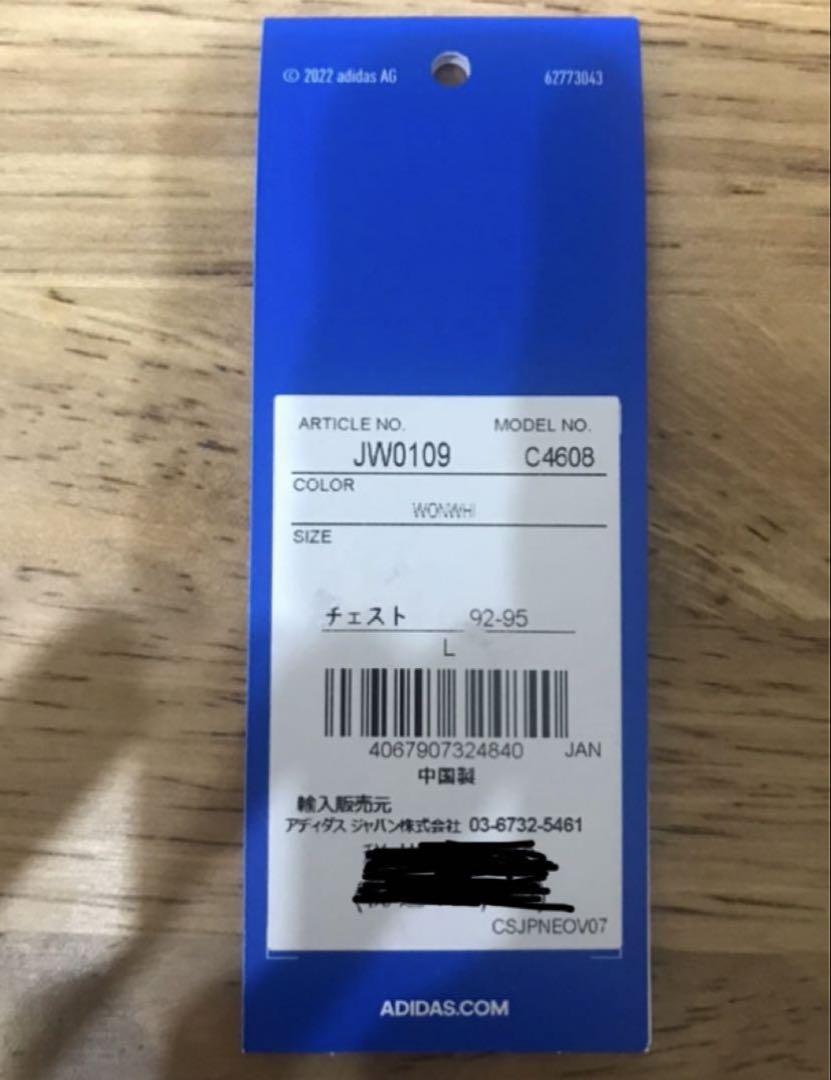 © 2022 adidas AG 62773043
ARTICLE NO. MODEL NO.
JW0109 C4608
COLOR
WONWHI
SIZE
チェスト 92-95
L
4067907324840 JAN
中国製
輸入販売元
アディダス ジャパン株式会社 03-6732-5461
CSJPNEOV07
ADIDAS.COM